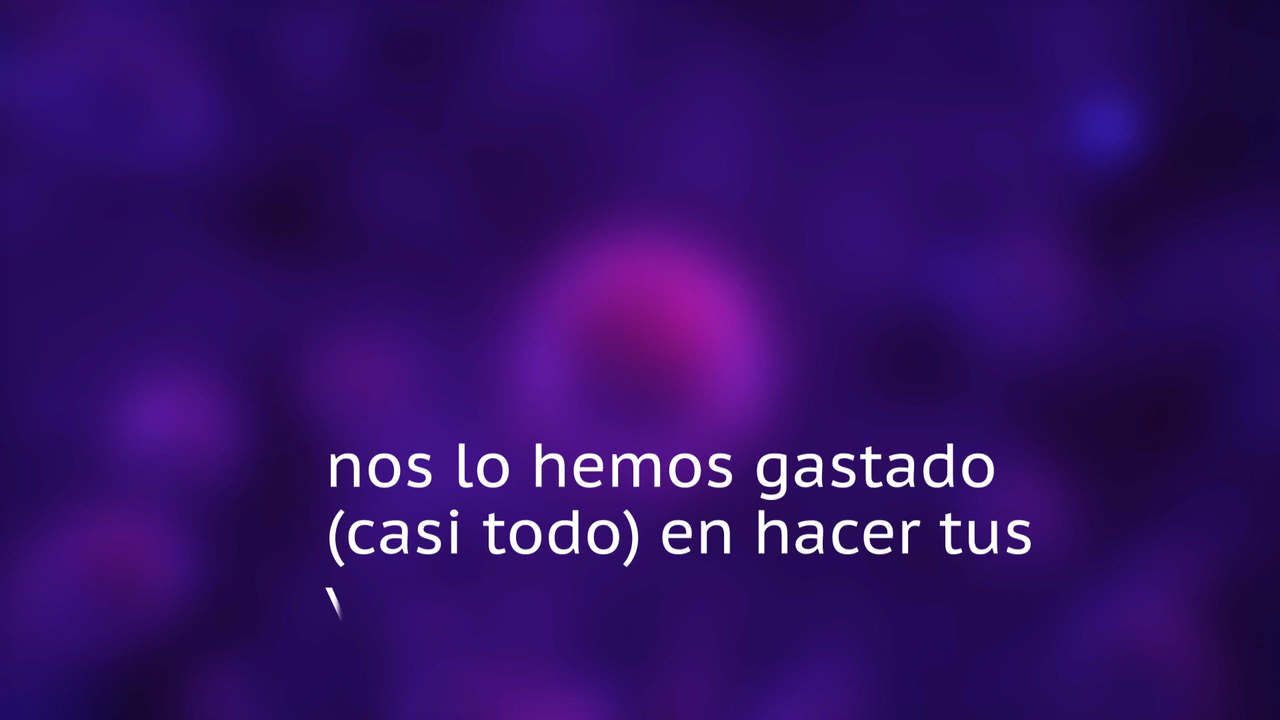 nos lo hemos gastado
(casi todo) en hacer tus